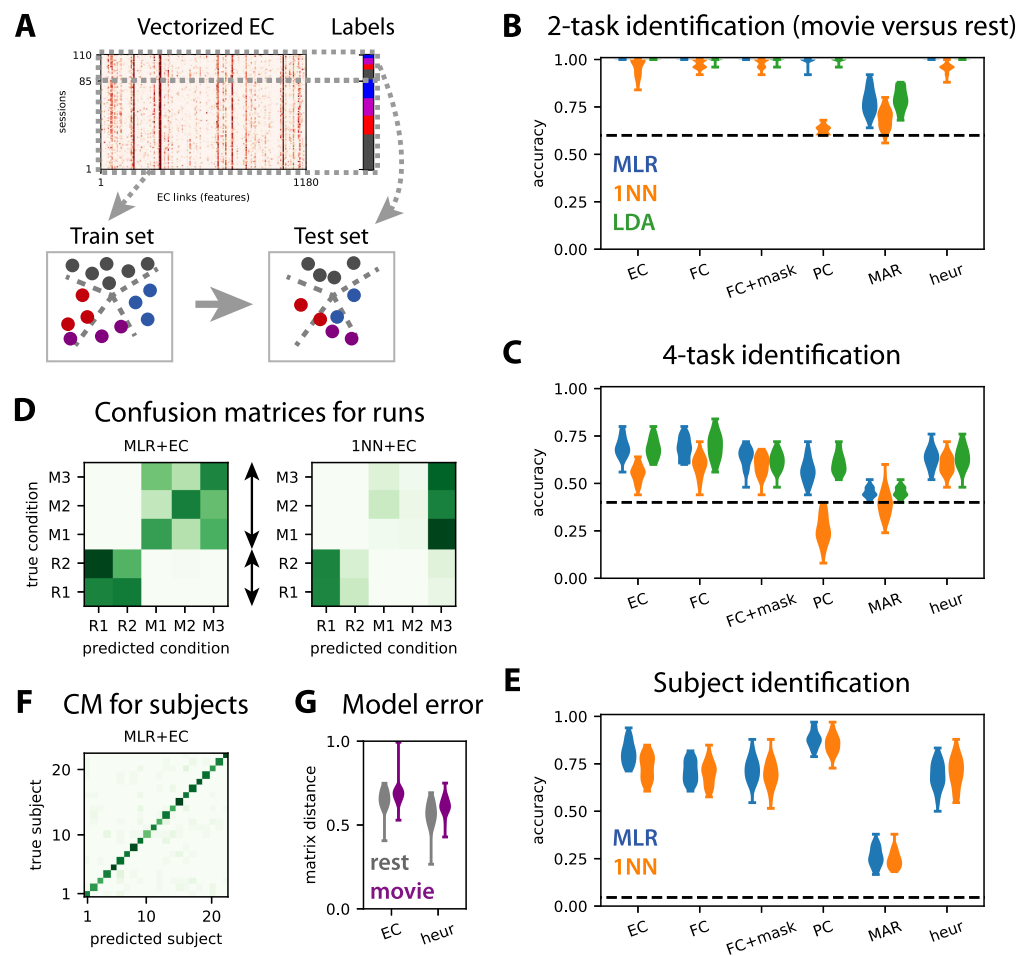 A
Vectorized EC
Labels
110
85
1
sessions
1
1180
EC links (features)
Train set
Test set
B
2-task identification (movie versus rest)
1.00
0.75
0.50
0.25
0.00
accuracy
MLR
1NN
LDA
EC
FC
FC+mask
PC
MAR
heur
C
4-task identification
1.00
0.75
0.50
0.25
0.00
accuracy
EC
FC
FC+mask
PC
MAR
heur
D
Confusion matrices for runs
MLR+EC
1NN+EC
true condition
M3
M2
M1
R2
R1
R1 R2 M1 M2 M3
predicted condition
M3
M2
M1
R2
R1
R1 R2 M1 M2 M3
predicted condition
E
Subject identification
1.00
0.75
0.50
0.25
0.00
accuracy
MLR
1NN
EC
FC
FC+mask
PC
MAR
heur
F
CM for subjects
MLR+EC
true subject
20
10
1
1 10 20
predicted subject
G
Model error
1.0
0.5
0.0
matrix distance
rest
movie
EC
heur